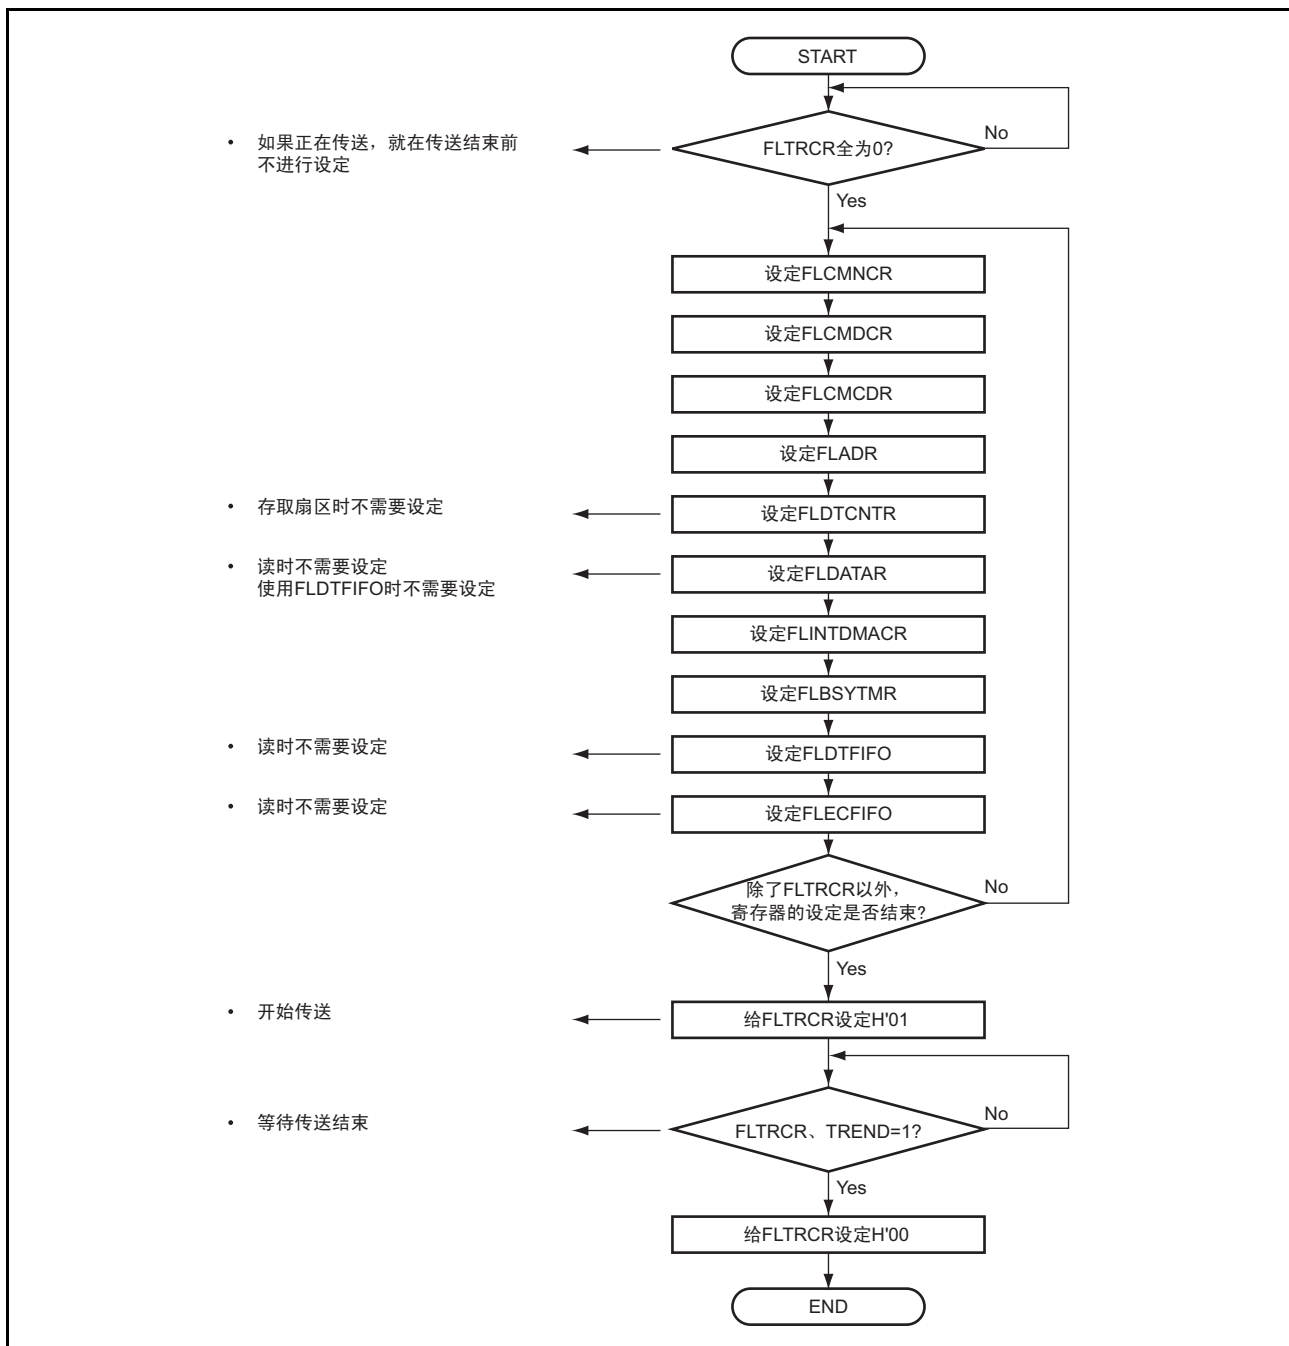 START
• 如果正在传送，就在传送结束前
不进行设定
FLTRCR全为0?
No
Yes
设定FLCMNCR
设定FLCMDCR
设定FLCMCDR
设定FLADR
• 存取扇区时不需要设定
设定FLDTCNTR
• 读时不需要设定
使用FLDTFIFO时不需要设定
设定FLDATAR
设定FLINTDMACR
设定FLBSYTMR
• 读时不需要设定
设定FLDTFIFO
• 读时不需要设定
设定FLECFIFO
除了FLTRCR以外，
寄存器的设定是否结束?
No
Yes
• 开始传送
给FLTRCR设定H'01
• 等待传送结束
FLTRCR、TREND=1?
No
Yes
给FLTRCR设定H'00
END